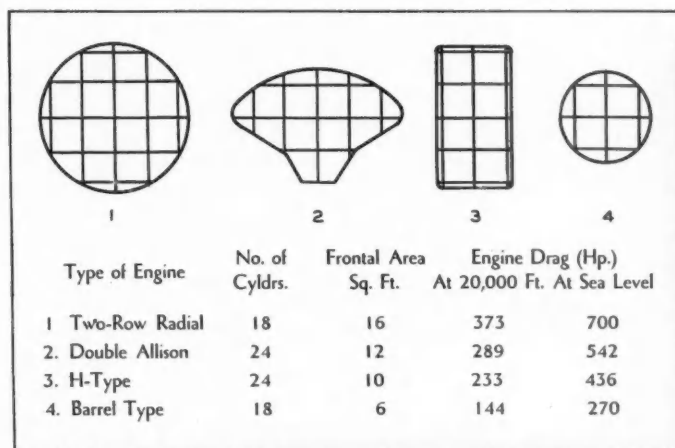 1 2 3 4
Type of Engine No. of Cyldrs. Frontal Area Sq. Ft. Engine Drag (Hp.) At 20,000 Ft. At Sea Level
1 Two-Row Radial 18 16 373 700
2. Double Allison 24 12 289 542
3. H-Type 24 10 233 436
4. Barrel Type 18 6 144 270